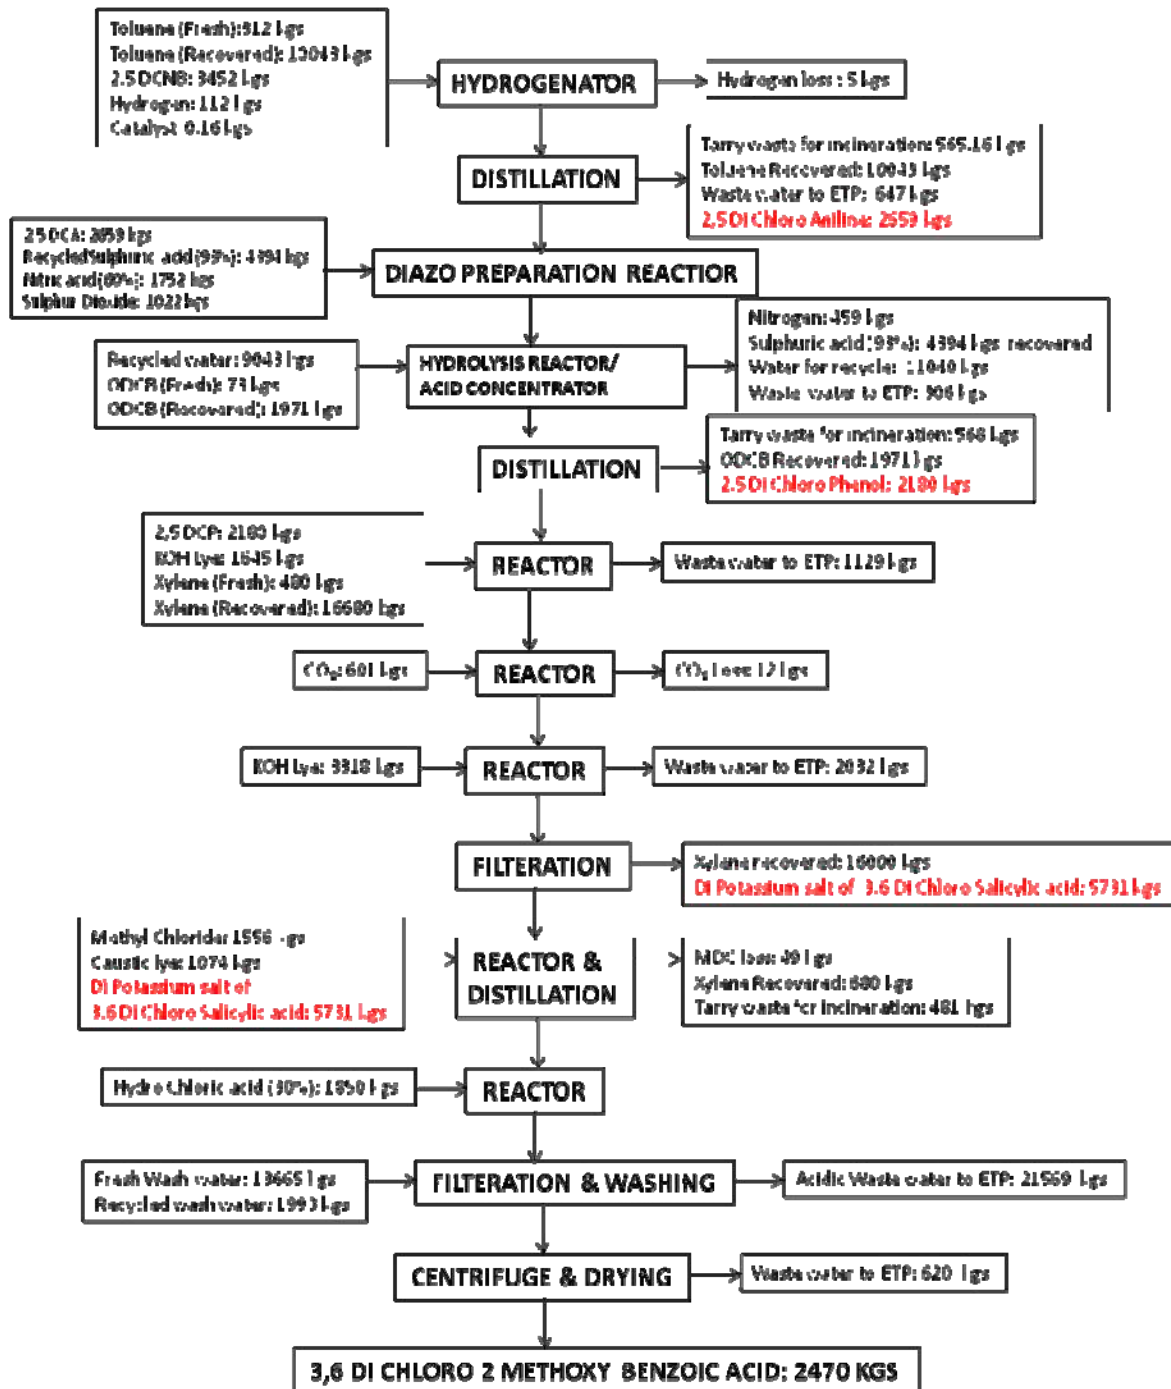 Toluene (Fresh): 312 kgs
Toluene (Recovered): 10043 kgs
2.5 DCNB: 3452 kgs
Hydrogen: 112 kgs
Catalyst 0.16 kgs
HYDROGENATOR
Hydrogen loss : 5 kgs
DISTILLATION
Tarry waste for incineration: 565.16 kgs
Toluene Recovered: 10043 kgs
Waste water to ETP: 647 kgs
2,5 DI Chloro Aniline: 2659 kgs
2.5 DCA: 2659 kgs
Recycled Sulphuric acid (93%): 4394 kgs
Nitric acid (60%): 1752 kgs
Sulphur Dioxide: 1022 kgs
DIAZO PREPARATION REACTIOR
Recycled water: 9043 kgs
ODCB (Fresh): 73 kgs
ODCB (Recovered): 1971 kgs
HYDROLYSIS REACTOR/
ACID CONCENTRATOR
Nitrogen: 459 kgs
Sulphuric acid (93%): 4394 kgs recovered
Water for recycle: 11040 kgs
Waste water to ETP: 906 kgs
DISTILLATION
Tarry waste for incineration: 568 kgs
ODCB Recovered: 1971 kgs
2.5 DI Chloro Phenol: 2180 kgs
2,5 DCP: 2180 kgs
KOH Lye: 1645 kgs
Xylene (Fresh): 480 kgs
Xylene (Recovered): 16680 kgs
REACTOR
Waste water to ETP: 1129 kgs
CO₂: 601 kgs
REACTOR
CO₂ Loss: 12 kgs
KOH Lye: 3318 kgs
REACTOR
Waste water to ETP: 2032 kgs
FILTERATION
Xylene recovered: 16000 kgs
DI Potassium salt of 3.6 DI Chloro Salicylic acid: 5731 kgs
Methyl Chloride: 1556 kgs
Caustic lye: 1074 kgs
DI Potassium salt of
3.6 DI Chloro Salicylic acid: 5731 kgs
REACTOR &
DISTILLATION
MDC loss: 49 kgs
Xylene Recovered: 680 kgs
Tarry waste for incineration: 481 kgs
Hydro Chloric acid (30%): 1850 kgs
REACTOR
Fresh Wash water: 13665 kgs
Recycled wash water: 1993 kgs
FILTERATION & WASHING
Acidic Waste water to ETP: 21569 kgs
CENTRIFUGE & DRYING
Waste water to ETP: 620 kgs
3,6 DI CHLORO 2 METHOXY BENZOIC ACID: 2470 KGS